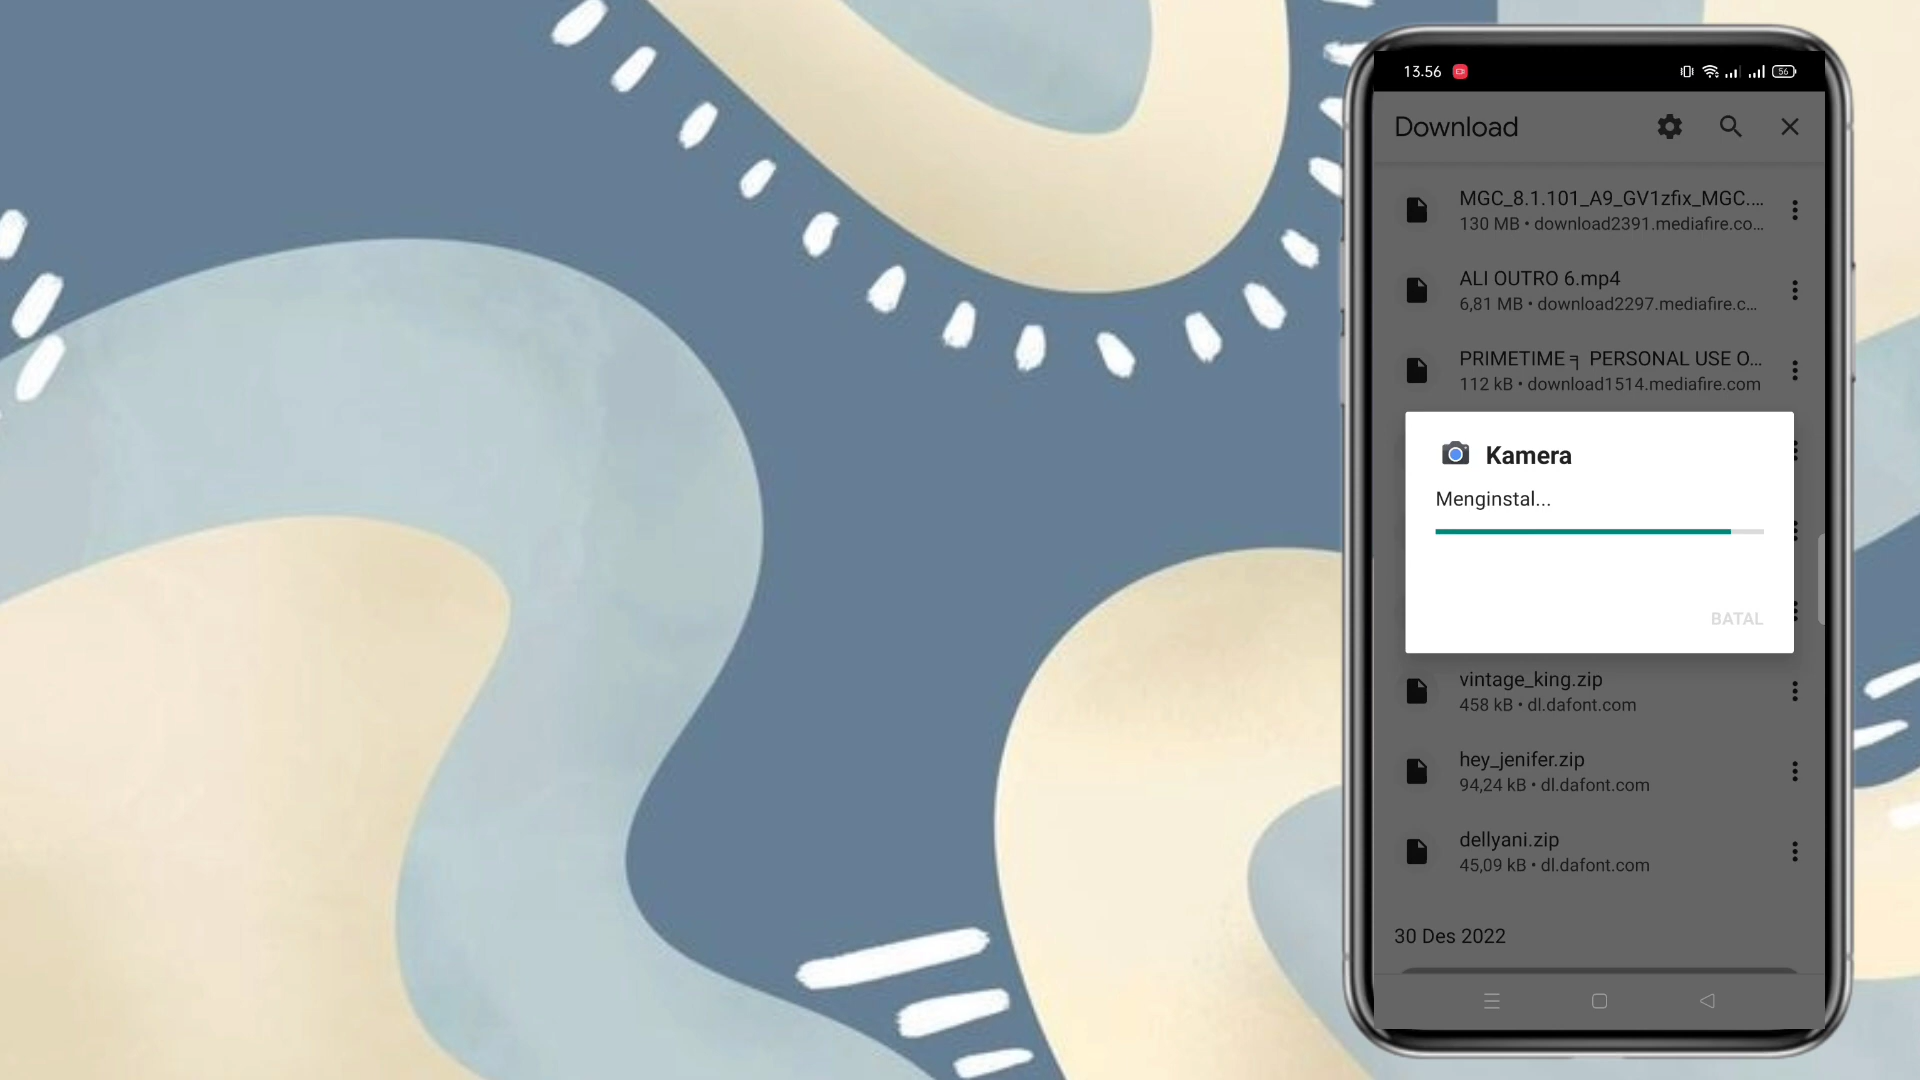 13.56
56
Download
MGC_8.1.101_A9_GV1zfix_MGC....
130 MB • download2391.mediafire.co...
ALI OUTRO 6.mp4
6,81 MB • download2297.mediafire.c...
PRIMETIME ╕ PERSONAL USE O...
112 kB • download1514.mediafire.com
Kamera
Menginstal...
BATAL
vintage_king.zip
458 kB • dl.dafont.com
hey_jenifer.zip
94,24 kB • dl.dafont.com
dellyani.zip
45,09 kB • dl.dafont.com
30 Des 2022